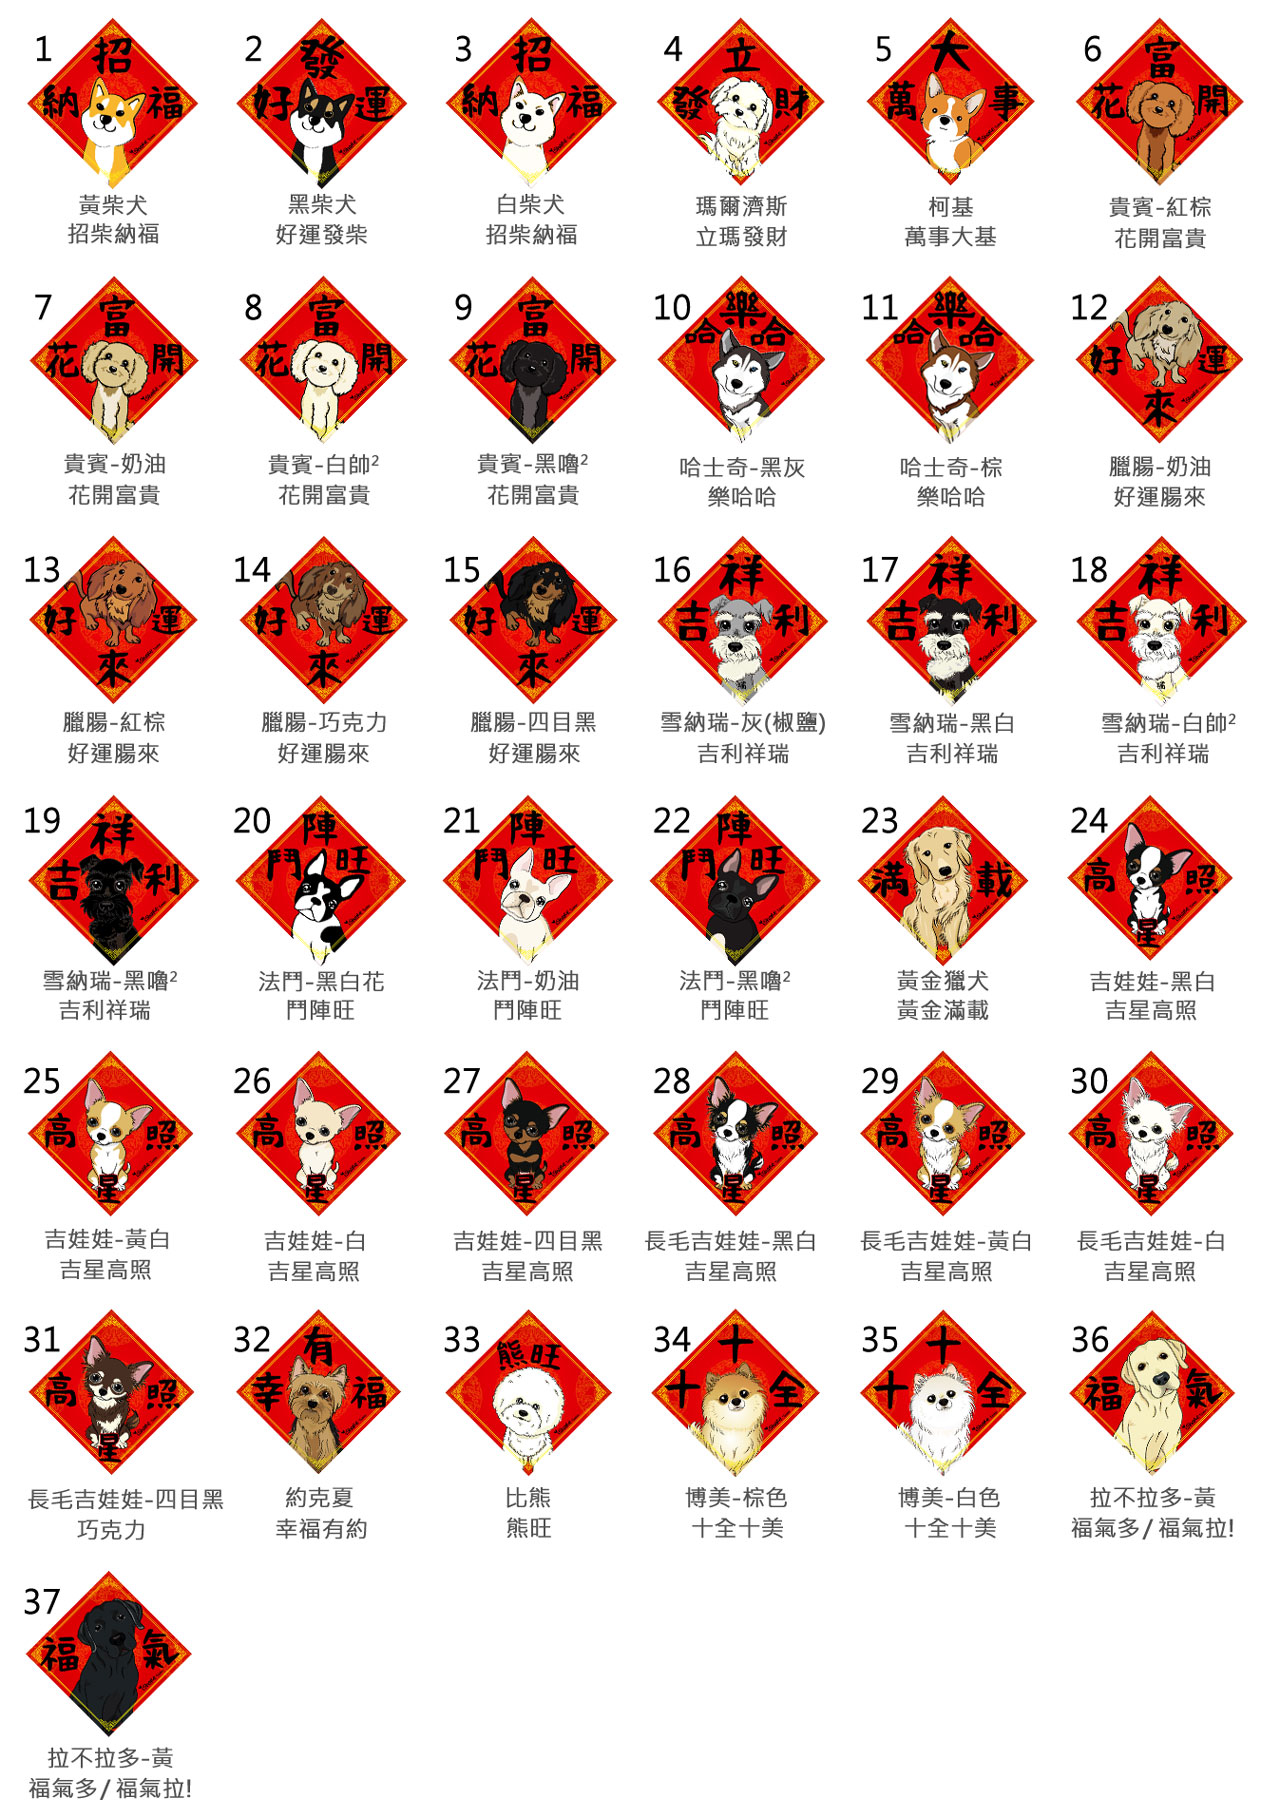 1
招
納 福
黃柴犬
招柴納福
2
發
好 運
黑柴犬
好運發柴
3
招
納 福
白柴犬
招柴納福
4
立
發 財
瑪爾濟斯
立瑪發財
5
大
萬 事
柯基
萬事大基
6
富
花 開
貴賓-紅棕
花開富貴
7
富
花 開
貴賓-奶油
花開富貴
8
富
花 開
貴賓-白帥²
花開富貴
9
富
花 開
貴賓-黑嚕²
花開富貴
10
樂
哈 哈
哈士奇-黑灰
樂哈哈
11
樂
哈 哈
哈士奇-棕
樂哈哈
12
好 運
來
臘腸-奶油
好運腸來
13
好 運
來
臘腸-紅棕
好運腸來
14
好 運
來
臘腸-巧克力
好運腸來
15
好 運
來
臘腸-四目黑
好運腸來
16
祥
吉 利
雪納瑞-灰(椒鹽)
吉利祥瑞
17
祥
吉 利
雪納瑞-黑白
吉利祥瑞
18
祥
吉 利
雪納瑞-白帥²
吉利祥瑞
19
祥
吉 利
雪納瑞-黑嚕²
吉利祥瑞
20
陣
鬥 旺
法鬥-黑白花
鬥陣旺
21
陣
鬥 旺
法鬥-奶油
鬥陣旺
22
陣
鬥 旺
法鬥-黑嚕²
鬥陣旺
23
滿 載
黃金獵犬
黃金滿載
24
高 照
星
吉娃娃-黑白
吉星高照
25
高 照
星
吉娃娃-黃白
吉星高照
26
高 照
星
吉娃娃-白
吉星高照
27
高 照
星
吉娃娃-四目黑
吉星高照
28
高 照
星
長毛吉娃娃-黑白
吉星高照
29
高 照
星
長毛吉娃娃-黃白
吉星高照
30
高 照
星
長毛吉娃娃-白
吉星高照
31
高 照
星
長毛吉娃娃-四目黑
巧克力
32
有
幸 福
約克夏
幸福有約
33
熊旺
比熊
熊旺
34
十
十 全
博美-棕色
十全十美
35
十
十 全
博美-白色
十全十美
36
福 氣
拉不拉多-黃
福氣多/福氣拉!
37
福 氣
拉不拉多-黃
福氣多/福氣拉!